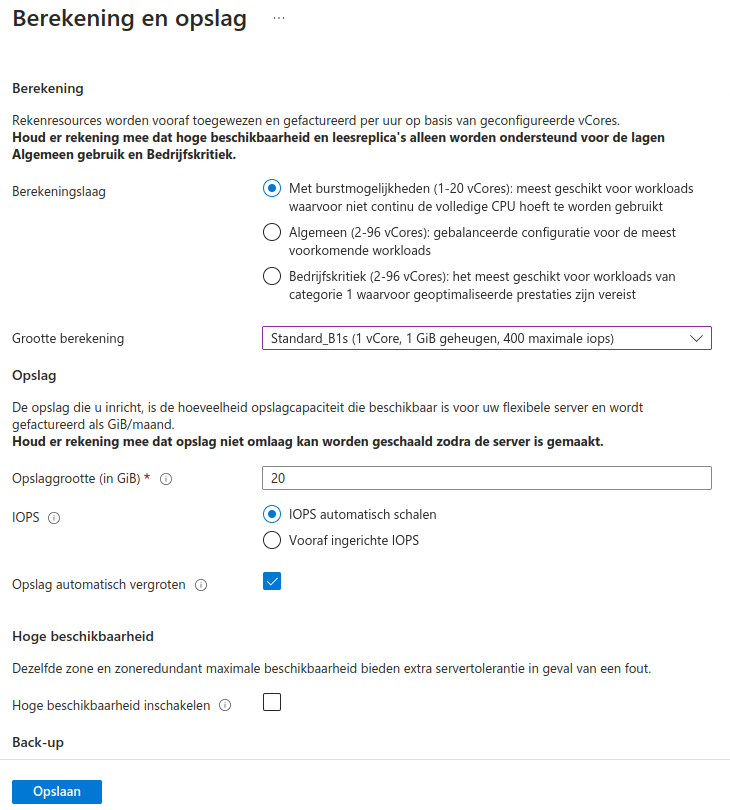 Berekening en opslag ...
Berekening
Rekenresources worden vooraf toegewezen en gefactureerd per uur op basis van geconfigureerde vCores.
Houd er rekening mee dat hoge beschikbaarheid en leesreplica's alleen worden ondersteund voor de lagen
Algemeen gebruik en Bedrijfskritiek.
Berekeningslaag
Met burstmogelijkheden (1-20 vCores): meest geschikt voor workloads
waarvoor niet continu de volledige CPU hoeft te worden gebruikt
Algemeen (2-96 vCores): gebalanceerde configuratie voor de meest
voorkomende workloads
Bedrijfskritiek (2-96 vCores): het meest geschikt voor workloads van
categorie 1 waarvoor geoptimaliseerde prestaties zijn vereist
Grootte berekening
Standard_B1s (1 vCore, 1 GiB geheugen, 400 maximale iops)
Opslag
De opslag die u inricht, is de hoeveelheid opslagcapaciteit die beschikbaar is voor uw flexibele server en wordt
gefactureerd als GiB/maand.
Houd er rekening mee dat opslag niet omlaag kan worden geschaald zodra de server is gemaakt.
Opslaggrootte (in GiB) *
20
IOPS
IOPS automatisch schalen
Vooraf ingerichte IOPS
Opslag automatisch vergroten
Hoge beschikbaarheid
Dezelfde zone en zoneredundant maximale beschikbaarheid bieden extra servertolerantie in geval van een fout.
Hoge beschikbaarheid inschakelen
Back-up
Opslaan